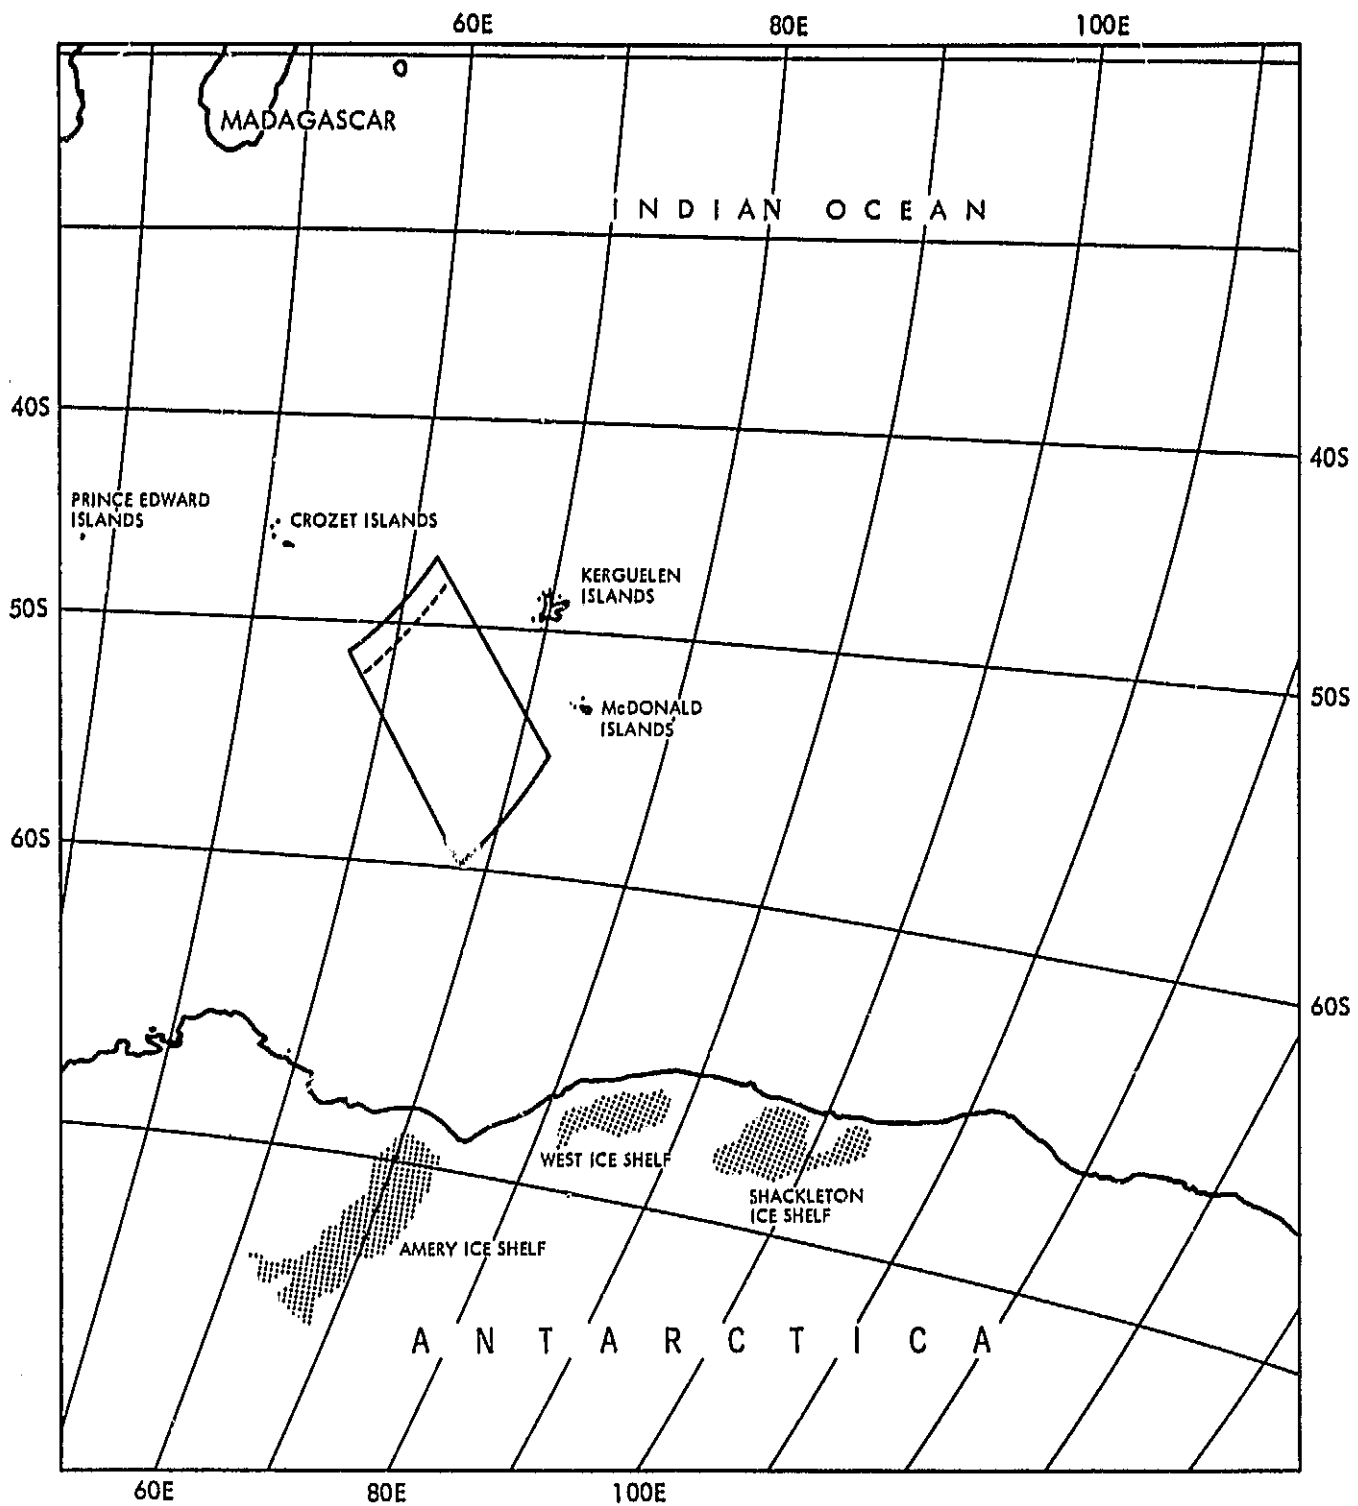 60E
80E
100E
MADAGASCAR
INDIAN OCEAN
40S
40S
PRINCE EDWARD
ISLANDS
CROZET ISLANDS
KERGUELEN
ISLANDS
50S
50S
McDONALD
ISLANDS
60S
60S
WEST ICE SHELF
SHACKLETON
ICE SHELF
AMERY ICE SHELF
ANTARCTICA
60E
80E
100E